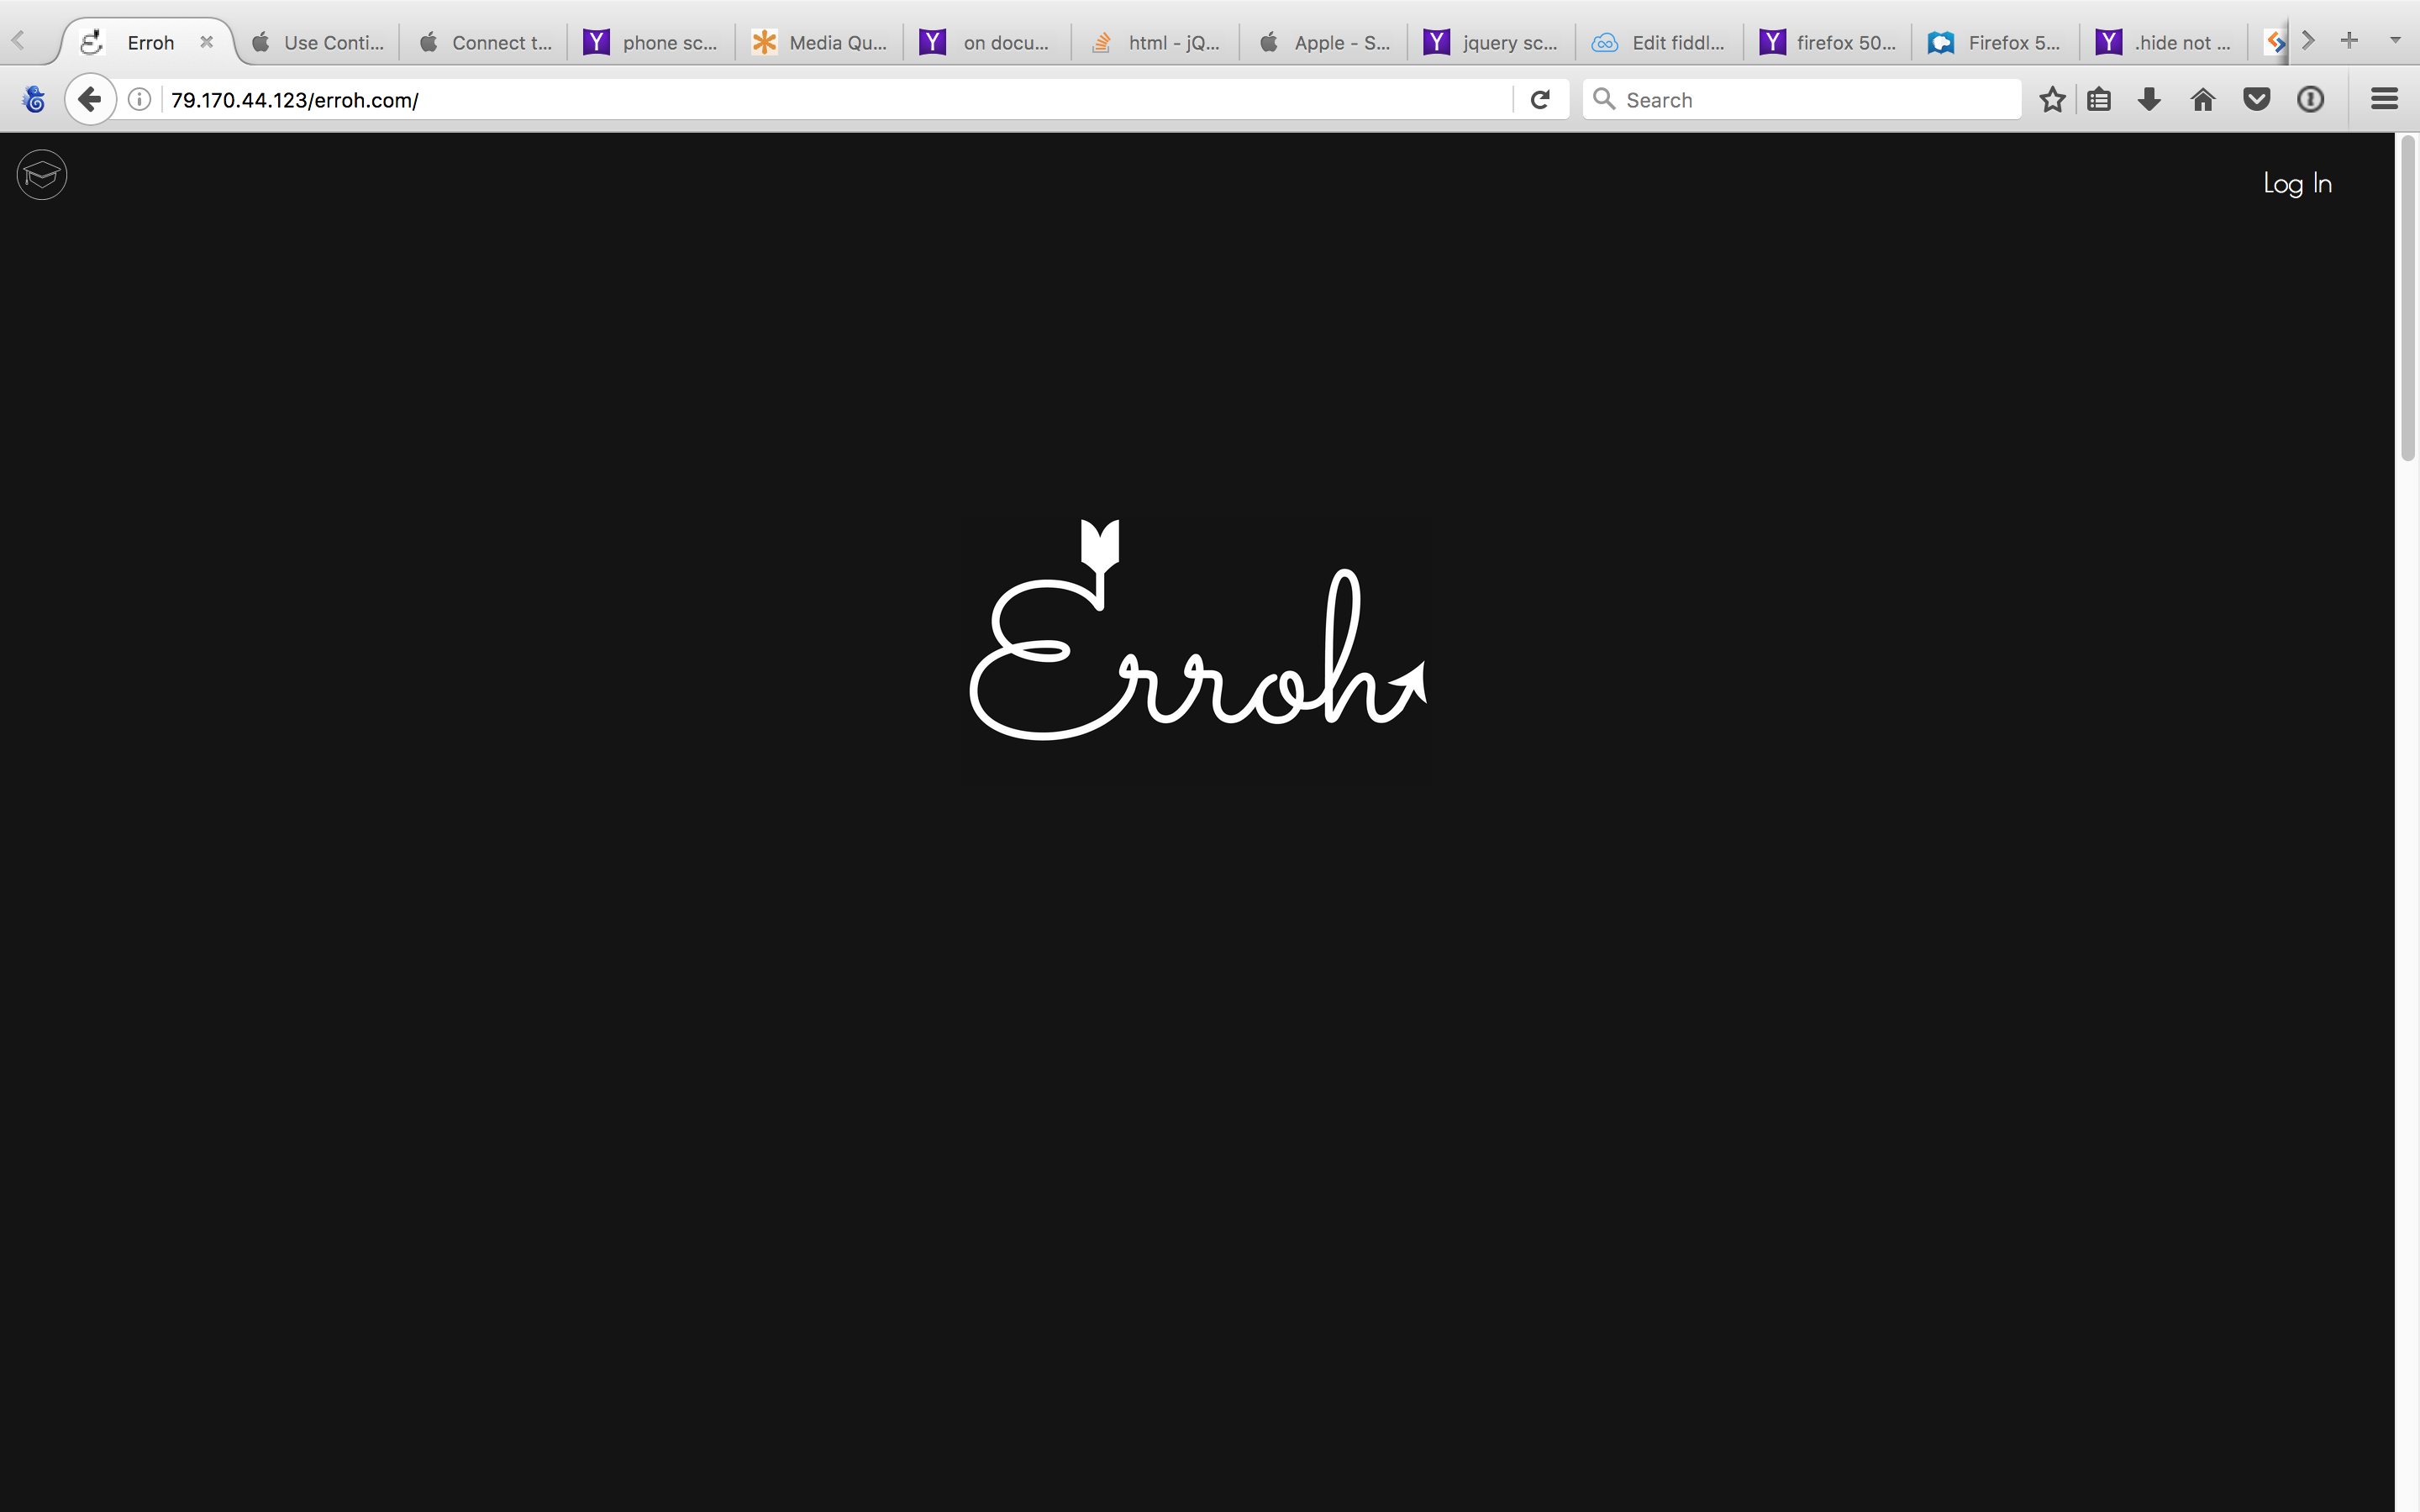 Erroh
Use Conti...
Connect t...
phone sc...
Media Qu...
on docu...
html - jQ...
Apple - S...
jquery sc...
Edit fiddl...
firefox 50...
Firefox 5...
.hide not ...
79.170.44.123/erroh.com/
Search
Log In
Erroh